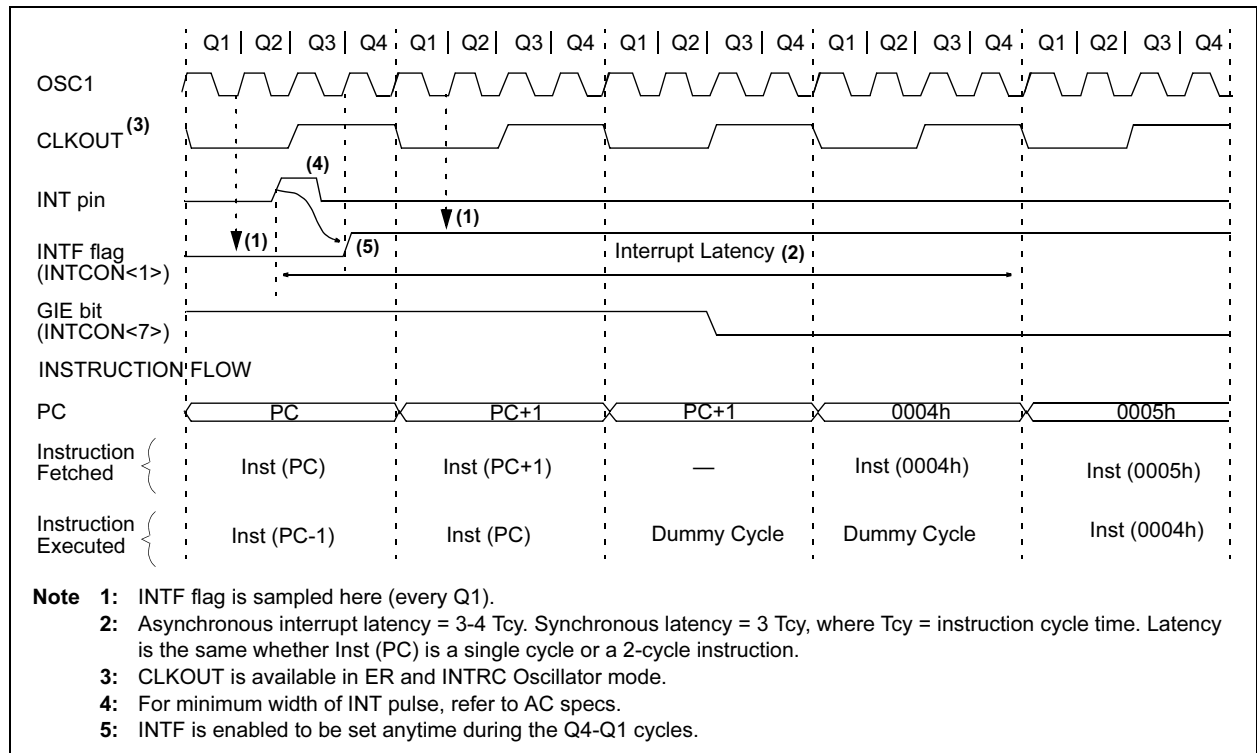 Q1 | Q2 | Q3 | Q4 Q1 | Q2 | Q3 | Q4 Q1 | Q2 | Q3 | Q4 Q1 | Q2 | Q3 | Q4 Q1 | Q2 | Q3 | Q4
OSC1
CLKOUT (3)
(4)
INT pin
(1)
(1)
INTF flag
(INTCON<1>)
(5)
Interrupt Latency (2)
GIE bit
(INTCON<7>)
INSTRUCTION FLOW
PC PC PC+1 PC+1 0004h 0005h
Instruction
Fetched
Inst (PC) Inst (PC+1) — Inst (0004h) Inst (0005h)
Instruction
Executed
Inst (PC-1) Inst (PC) Dummy Cycle Dummy Cycle Inst (0004h)
Note 1: INTF flag is sampled here (every Q1).
2: Asynchronous interrupt latency = 3-4 Tcy. Synchronous latency = 3 Tcy, where Tcy = instruction cycle time. Latency
is the same whether Inst (PC) is a single cycle or a 2-cycle instruction.
3: CLKOUT is available in ER and INTRC Oscillator mode.
4: For minimum width of INT pulse, refer to AC specs.
5: INTF is enabled to be set anytime during the Q4-Q1 cycles.